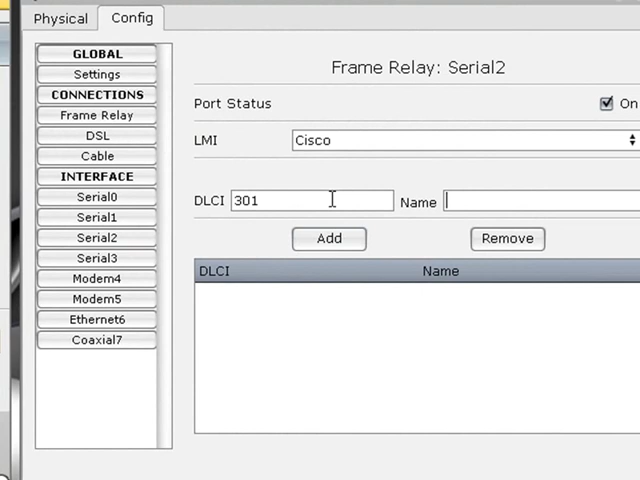 Physical Config
GLOBAL
Settings
CONNECTIONS
Frame Relay
DSL
Cable
INTERFACE
Serial0
Serial1
Serial2
Serial3
Modem4
Modem5
Ethernet6
Coaxial7
Frame Relay: Serial2
Port Status On
LMI Cisco
DLCI 301 Name
Add Remove
DLCI Name